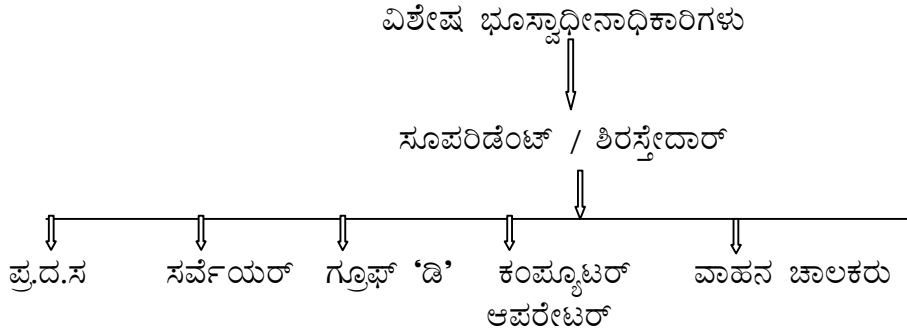 ವಿಶೇಷ ಭೂಸ್ವಾಧೀನಾಧಿಕಾರಿಗಳು
ಸೂಪರಿಡೆಂಟ್ / ಶಿರಸ್ತೇದಾರ್
ಪ್ರ.ದ.ಸ ಸರ್ವೆಯರ್ ಗ್ರೂಫ್ ‘ಡಿ’ ಕಂಪ್ಯೂಟರ್ ವಾಹನ ಚಾಲಕರು
ಆಪರೇಟರ್